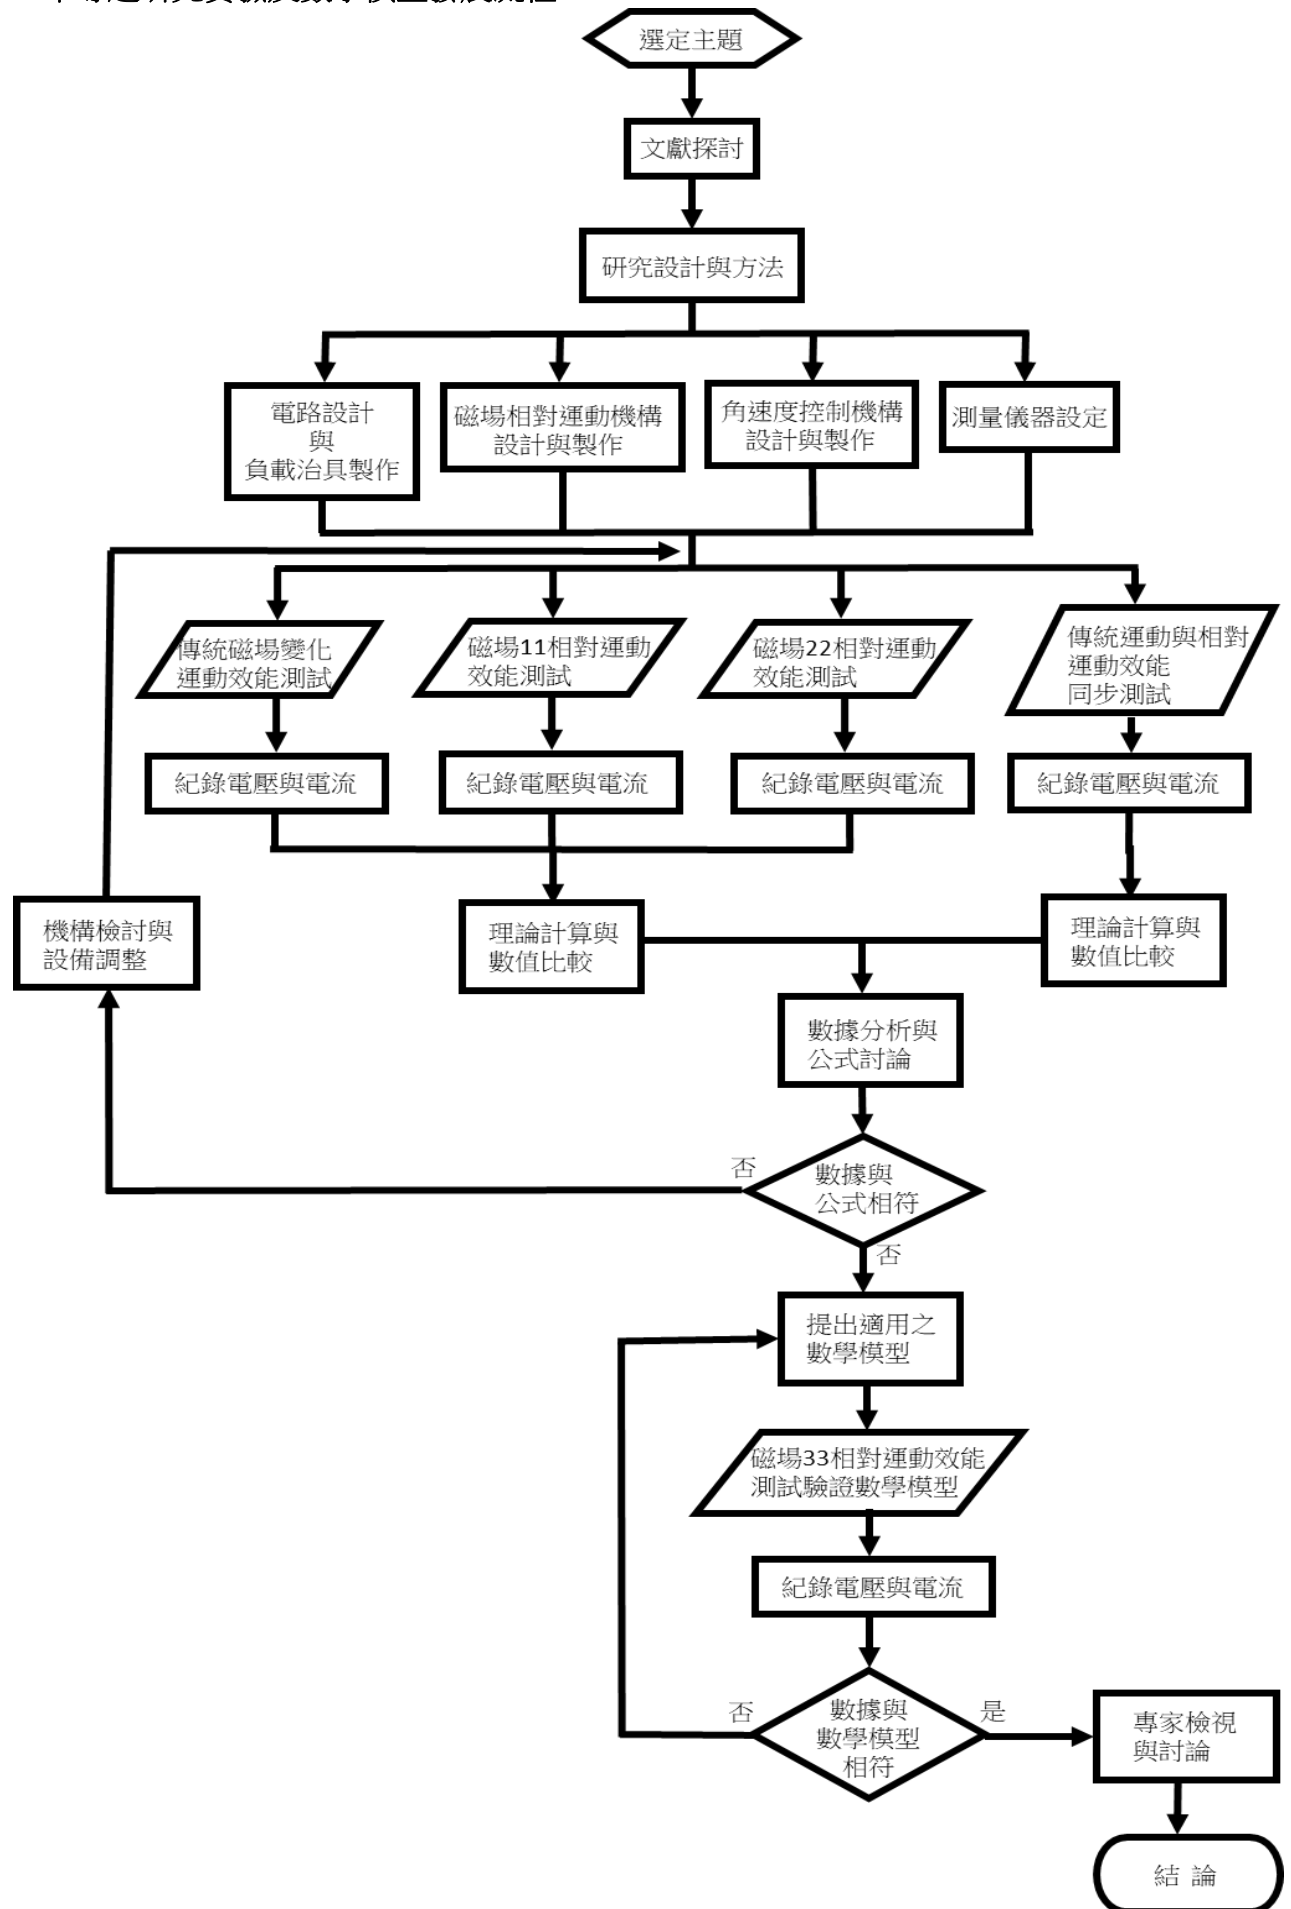 選定主題
文獻探討
研究設計與方法
電路設計
與
負載治具製作
磁場相對運動機構
設計與製作
角速度控制機構
設計與製作
測量儀器設定
傳統磁場變化
運動效能測試
磁場11相對運動
效能測試
磁場22相對運動
效能測試
傳統運動與相對
運動效能
同步測試
紀錄電壓與電流
紀錄電壓與電流
紀錄電壓與電流
紀錄電壓與電流
機構檢討與
設備調整
理論計算與
數值比較
理論計算與
數值比較
數據分析與
公式討論
否
數據與
公式相符
否
提出適用之
數學模型
磁場33相對運動效能
測試驗證數學模型
紀錄電壓與電流
否
數據與
數學模型
相符
是
專家檢視
與討論
結 論